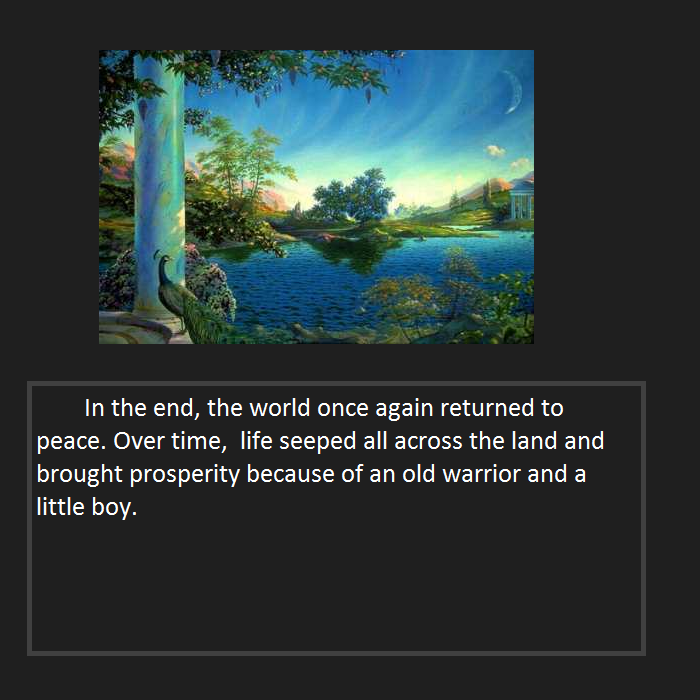 In the end, the world once again returned to
peace. Over time,  life seeped all across the land and
brought prosperity because of an old warrior and a
little boy.